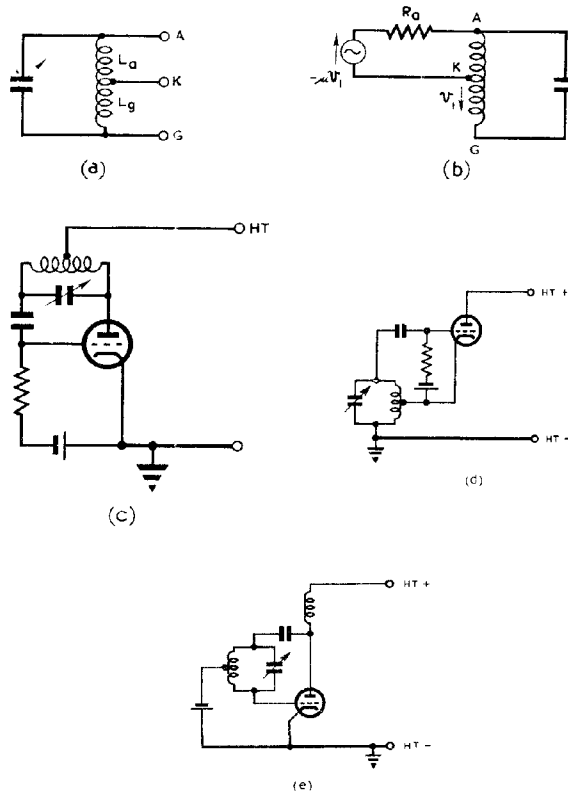 A
La
K
Lg
G
(a)
Ra
A
K
-μv₁
v₁
G
(b)
HT
(c)
HT +
HT −
(d)
HT +
HT −
(e)